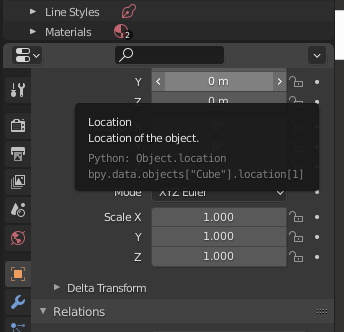 Line Styles
Materials 2
Y 0 m
Z 0 m
Location
Location of the object.
Python: Object.location
bpy.data.objects["Cube"].location[1]
Mode XYZ Euler
Scale X 1.000
Y 1.000
Z 1.000
Delta Transform
Relations